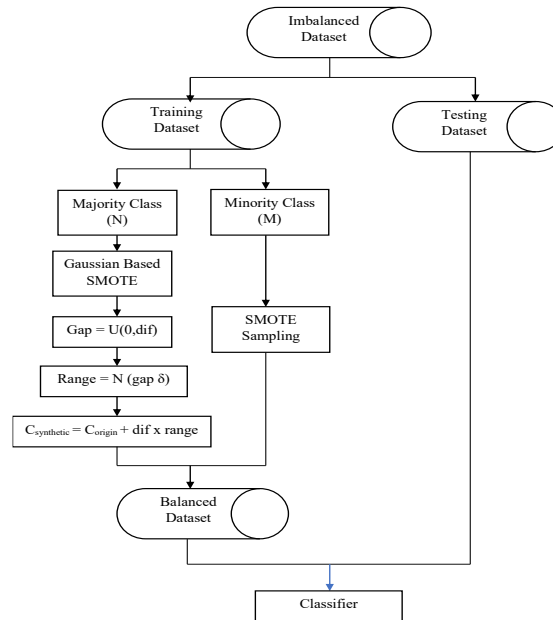 Imbalanced
Dataset
Training
Dataset
Testing
Dataset
Majority Class
(N)
Minority Class
(M)
Gaussian Based
SMOTE
Gap = U(0,dif)
SMOTE
Sampling
Range = N (gap δ)
Csynthetic = Corigin + dif x range
Balanced
Dataset
Classifier